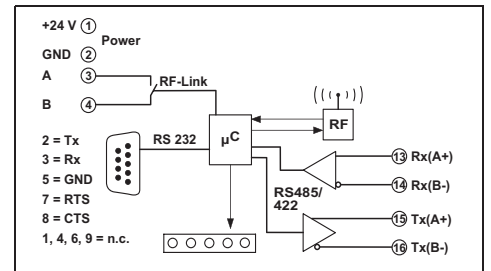 +24 V 1
Power
GND 2
A 3
RF-Link
B 4
RF
µC
2 = Tx
RS 232
3 = Rx
5 = GND
7 = RTS
8 = CTS
1, 4, 6, 9 = n.c.
RS485/
422
13 Rx(A+)
14 Rx(B-)
15 Tx(A+)
16 Tx(B-)